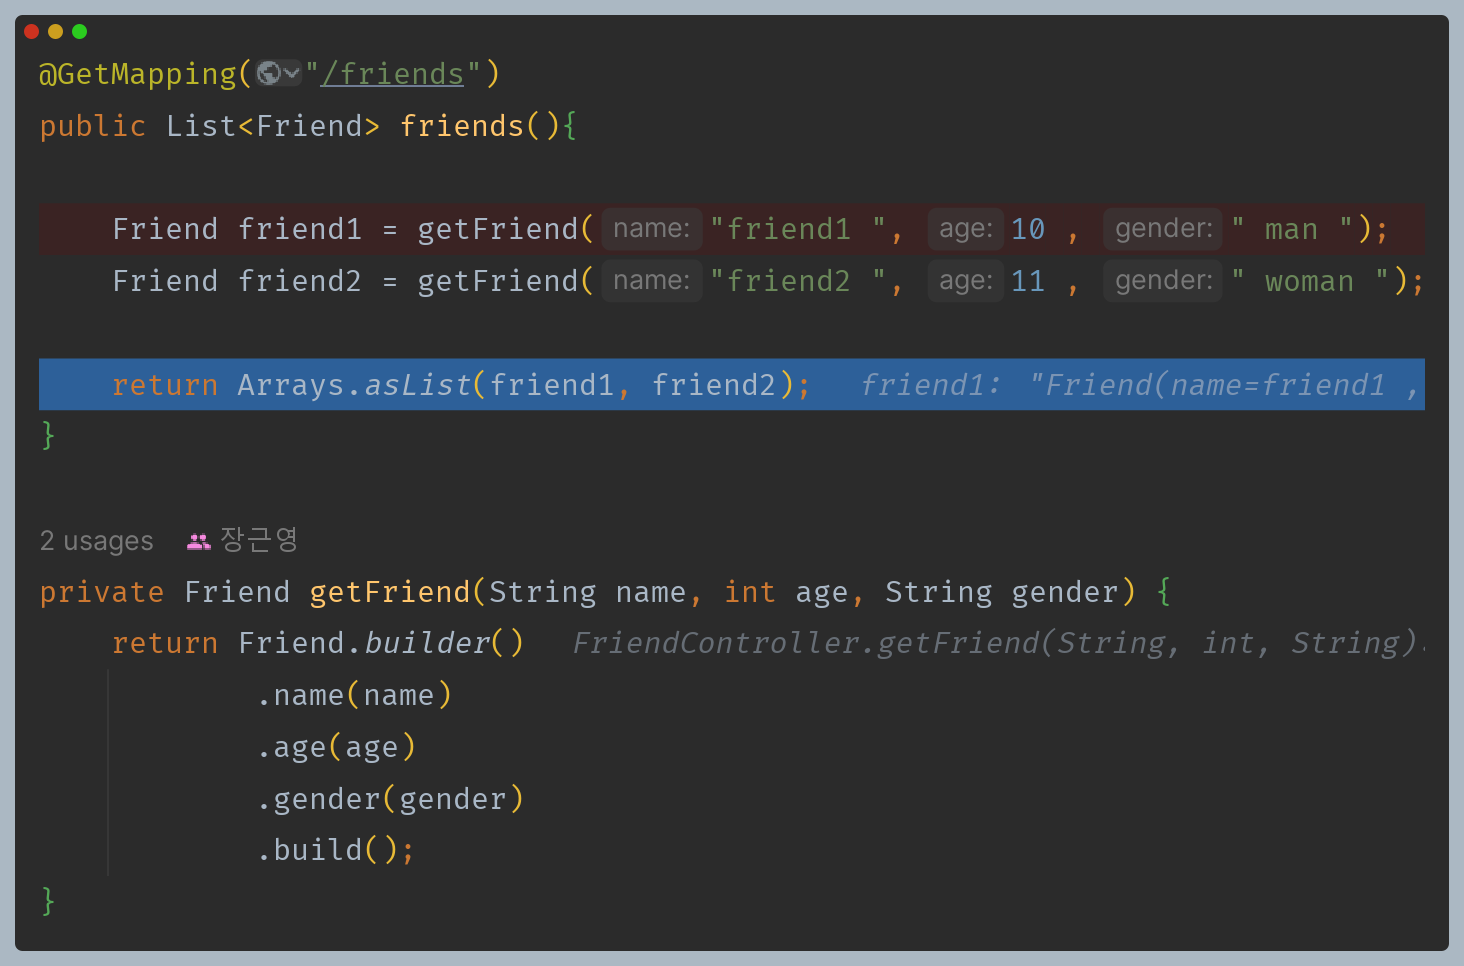 @GetMapping("/friends")
public List<Friend> friends(){
Friend friend1 = getFriend( name: "friend1 ", age: 10 , gender: " man ");
Friend friend2 = getFriend( name: "friend2 ", age: 11 , gender: " woman ");
return Arrays.asList(friend1, friend2); friend1: "Friend(name=friend1 ,
}
2 usages 장근영
private Friend getFriend(String name, int age, String gender) {
return Friend.builder() FriendController.getFriend(String, int, String).
.name(name)
.age(age)
.gender(gender)
.build();
}